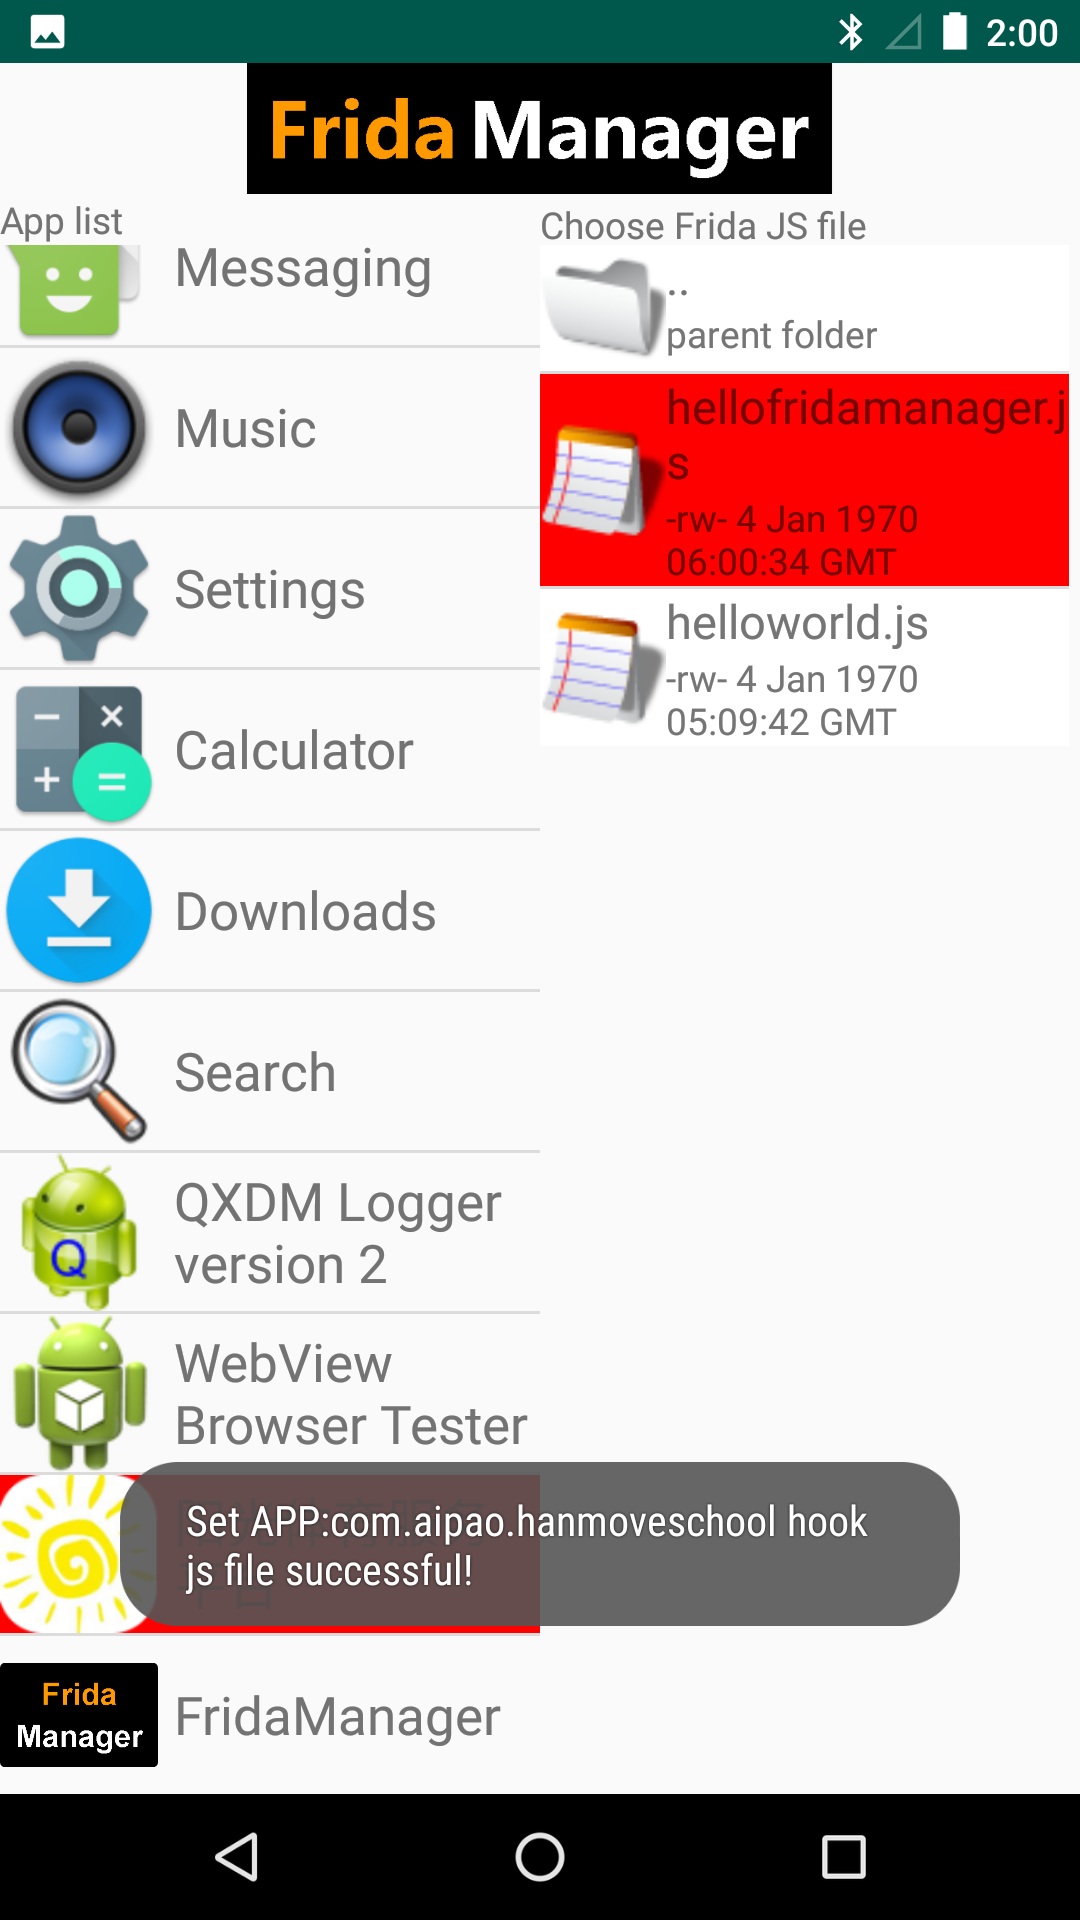 2:00
Frida Manager
App list
Messaging
Music
Settings
Calculator
Downloads
Search
QXDM Logger
version 2
WebView
Browser Tester
Frida
Manager
FridaManager
Choose Frida JS file
..
parent folder
hellofridamanager.j
s
-rw- 4 Jan 1970
06:00:34 GMT
helloworld.js
-rw- 4 Jan 1970
05:09:42 GMT
Set APP:com.aipao.hanmoveschool hook
js file successful!